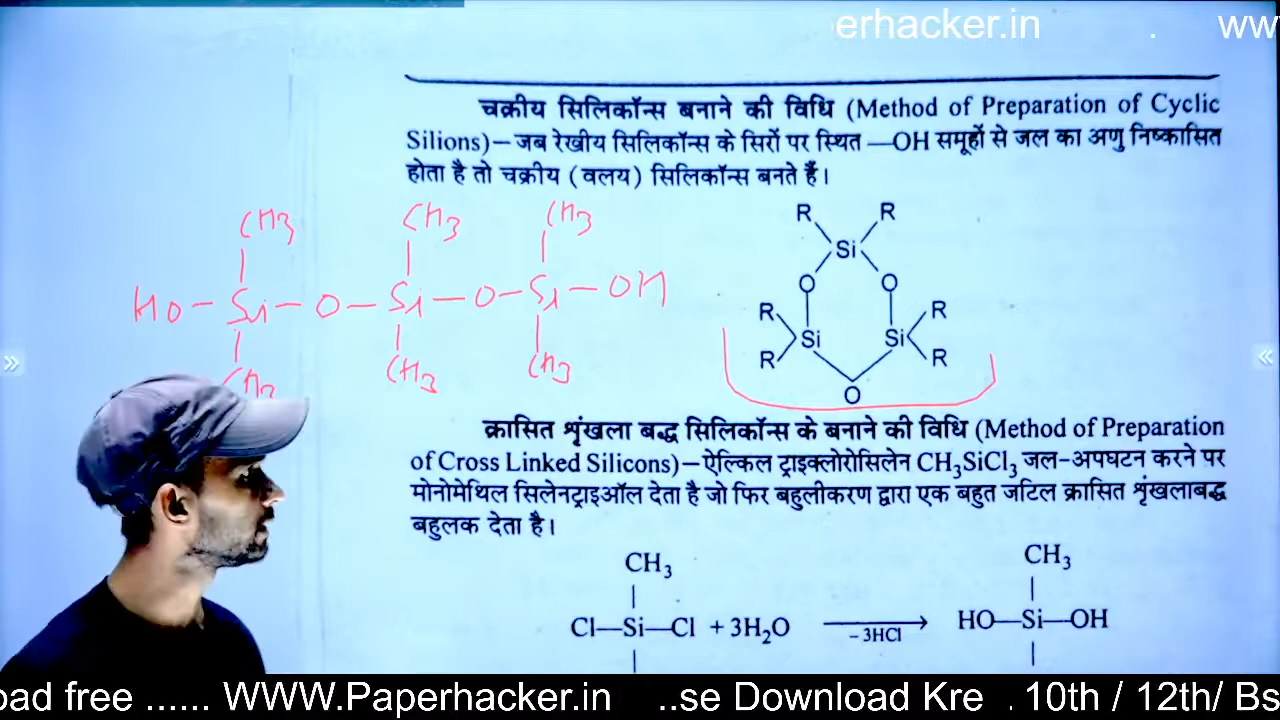 erhacker.in . ww
चक्रीय सिलिकॉन्स बनाने की विधि (Method of Preparation of Cyclic
Silions)–जब रेखीय सिलिकॉन्स के सिरों पर स्थित —OH समूहों से जल का अणु निष्कासित
होता है तो चक्रीय (वलय) सिलिकॉन्स बनते हैं।
CH3 CH3 CH3
HO–Si–O–Si–O–Si–OH
CH3 CH3 CH3
R R
Si
O O
R Si Si R
R R
O
क्रासित श्रृंखला बद्ध सिलिकॉन्स के बनाने की विधि (Method of Preparation
of Cross Linked Silicons)–ऐल्किल ट्राइक्लोरोसिलेन CH₃SiCl₃ जल-अपघटन करने पर
मोनोमेथिल सिलेनट्राइऑल देता है जो फिर बहुलीकरण द्वारा एक बहुत जटिल क्रासित श्रृंखलाबद्ध
बहुलक देता है।
CH₃ CH₃
Cl—Si—Cl + 3H₂O HO—Si—OH
– 3HCl
oad free ...... WWW.Paperhacker.in ..se Download Kre . 10th / 12th/ Bs